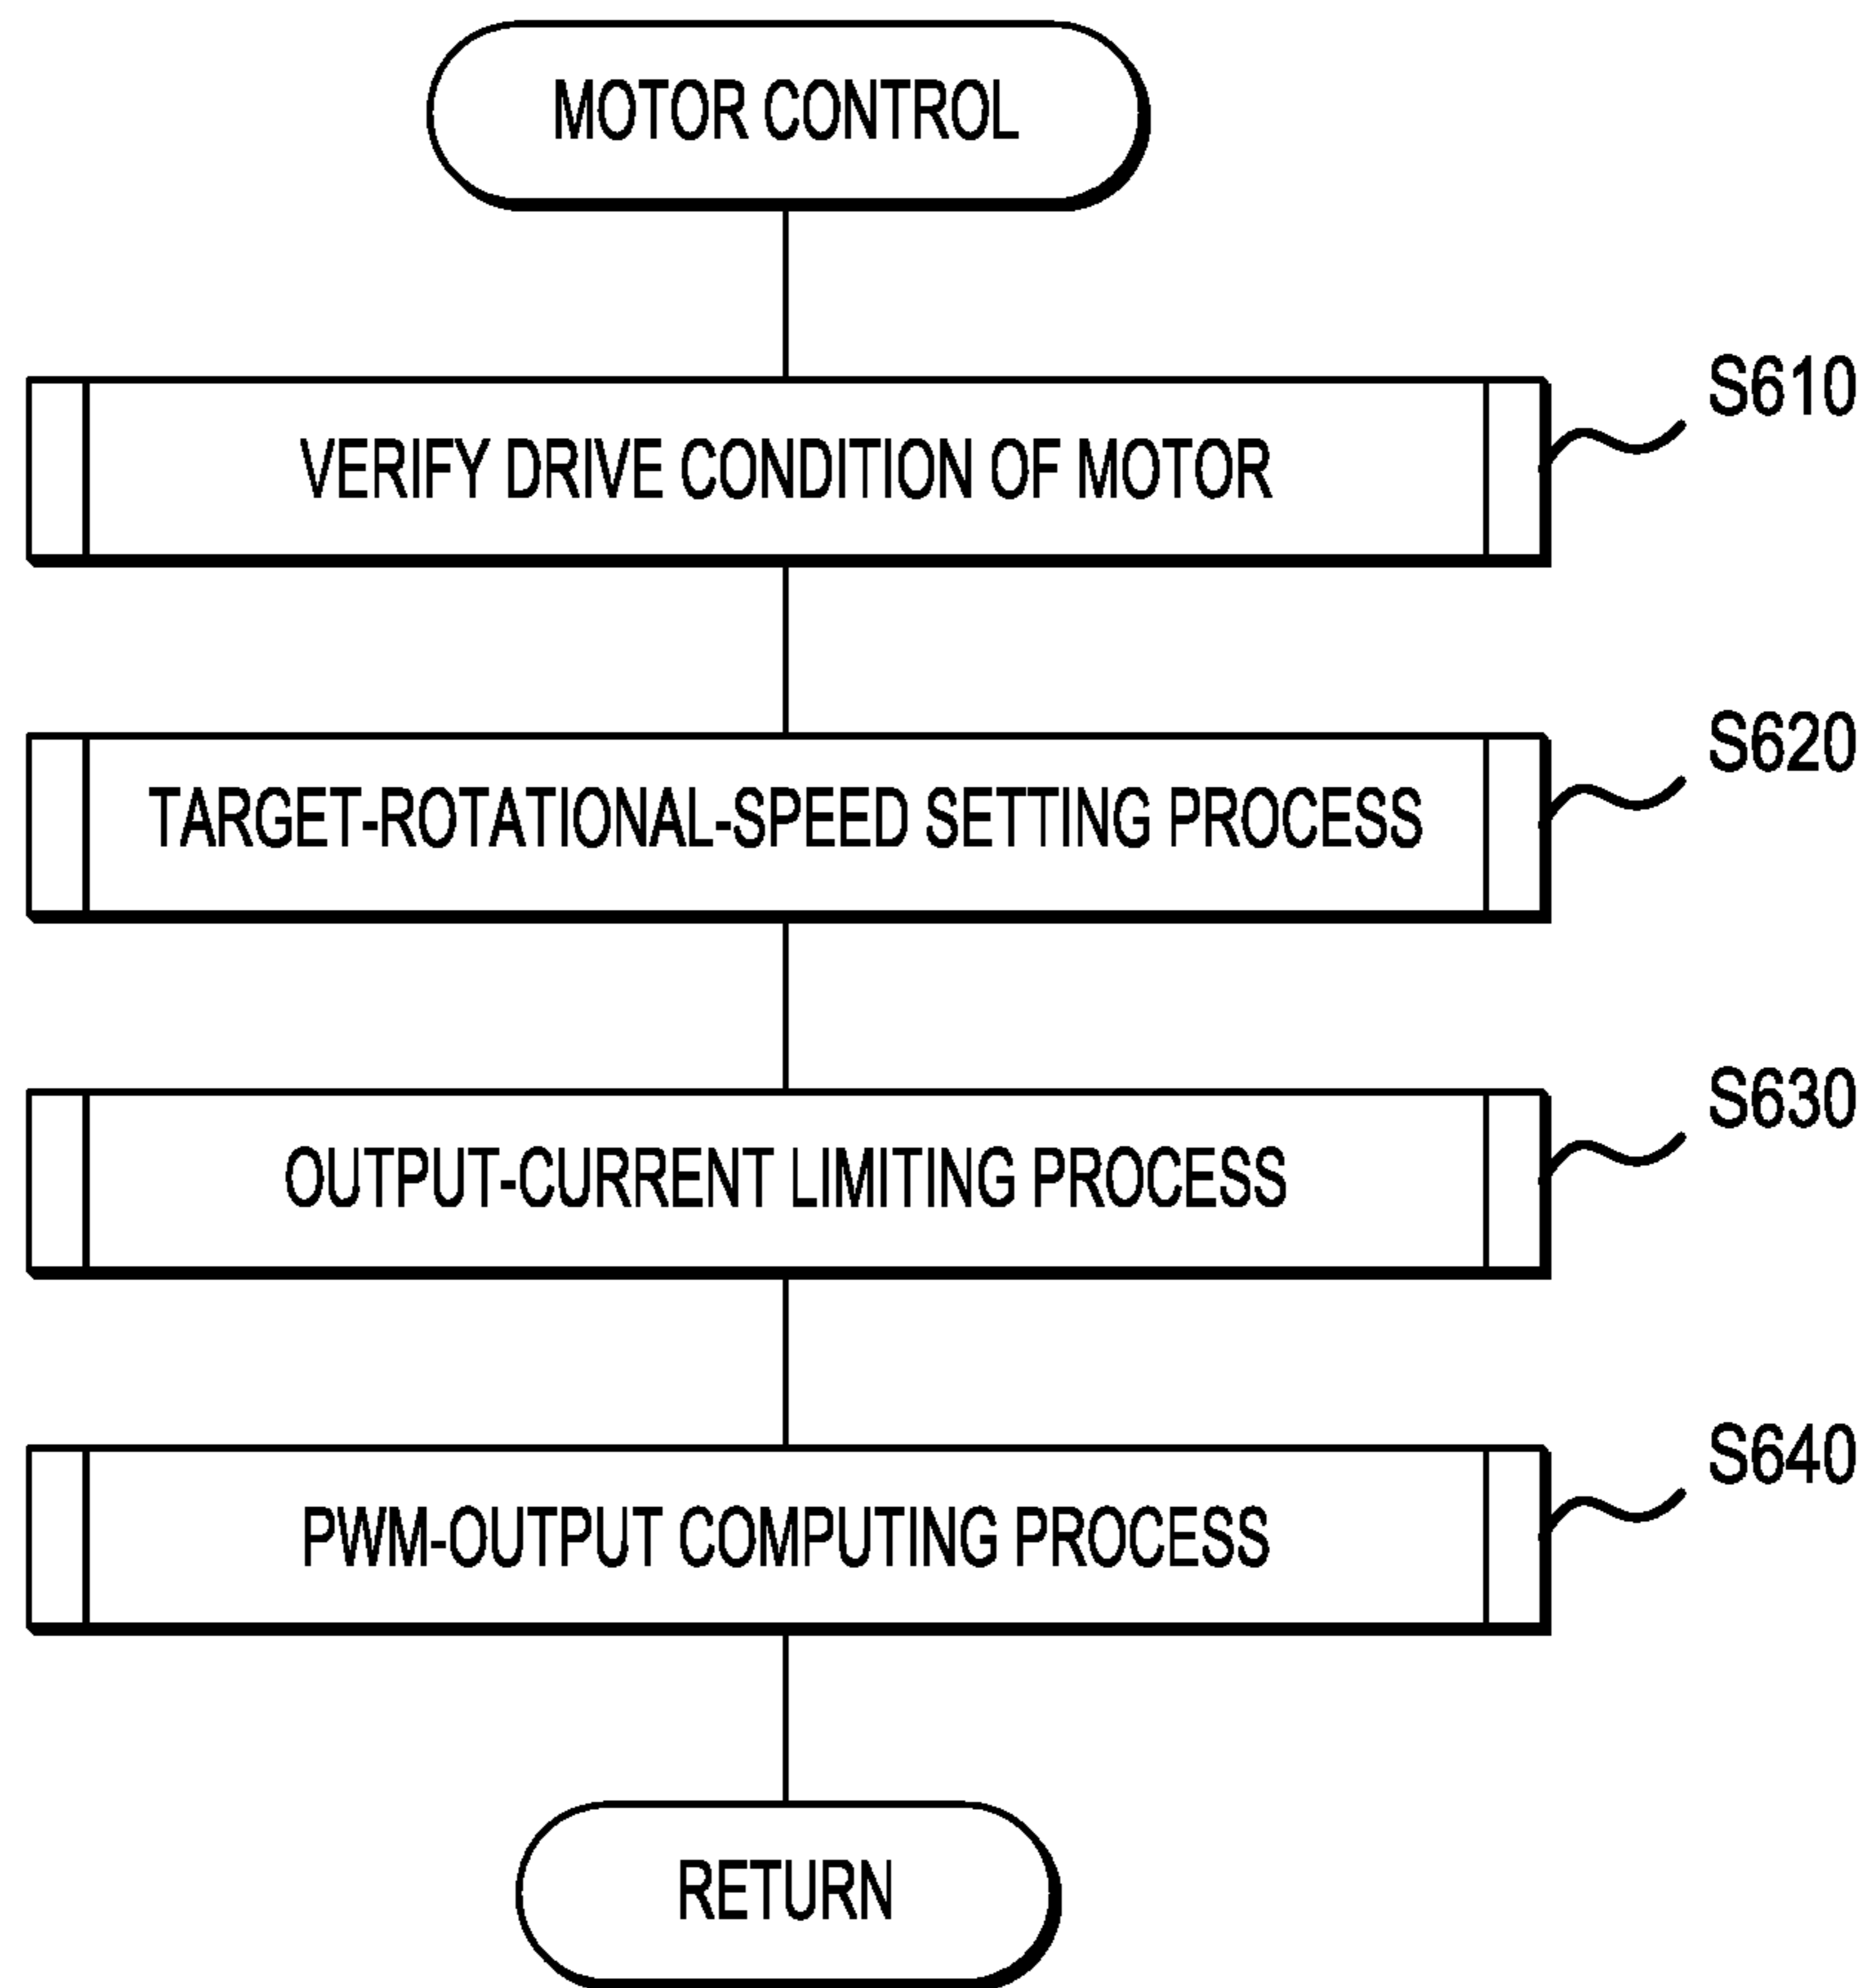 MOTOR CONTROL
S610
VERIFY DRIVE CONDITION OF MOTOR
S620
TARGET-ROTATIONAL-SPEED SETTING PROCESS
S630
OUTPUT-CURRENT LIMITING PROCESS
S640
PWM-OUTPUT COMPUTING PROCESS
RETURN